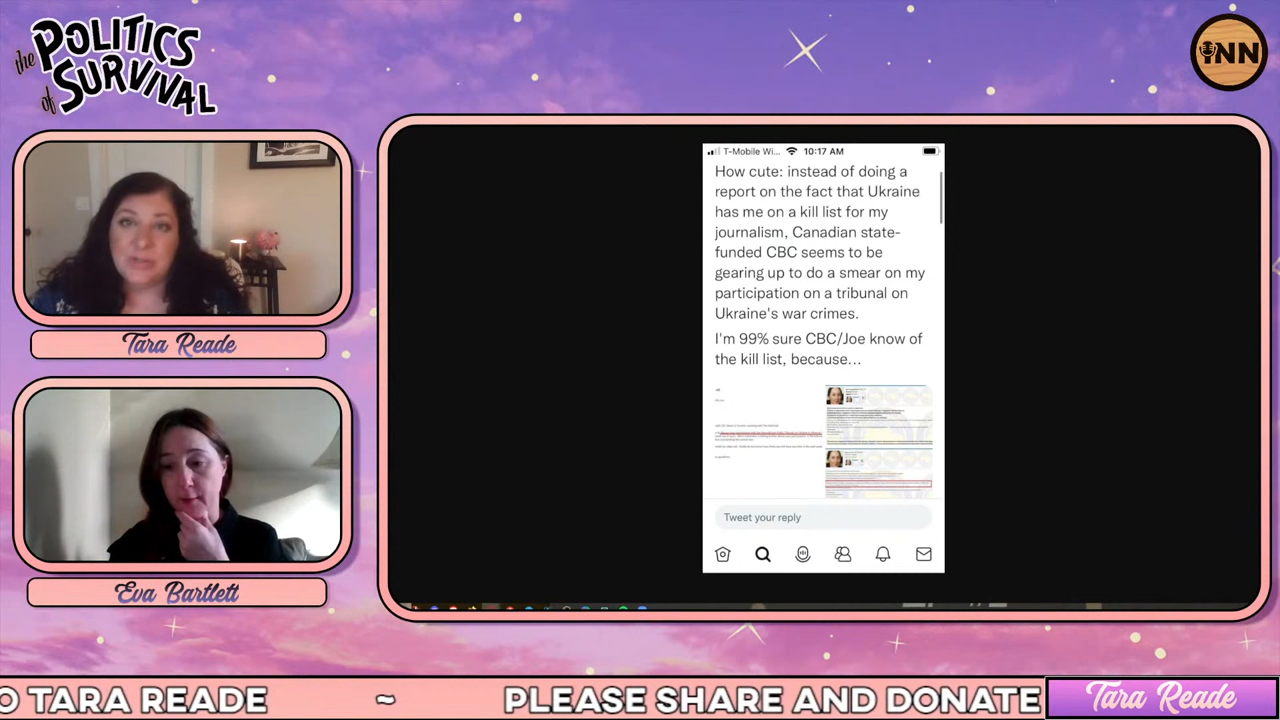 the POLITICS
of SURVIVAL
iNN
Tara Reade
Eva Bartlett
T-Mobile Wi... 10:17 AM
How cute: instead of doing a
report on the fact that Ukraine
has me on a kill list for my
journalism, Canadian state-
funded CBC seems to be
gearing up to do a smear on my
participation on a tribunal on
Ukraine's war crimes.
I'm 99% sure CBC/Joe know of
the kill list, because...
Tweet your reply
O TARA READE ~ PLEASE SHARE AND DONATE
Tara Reade